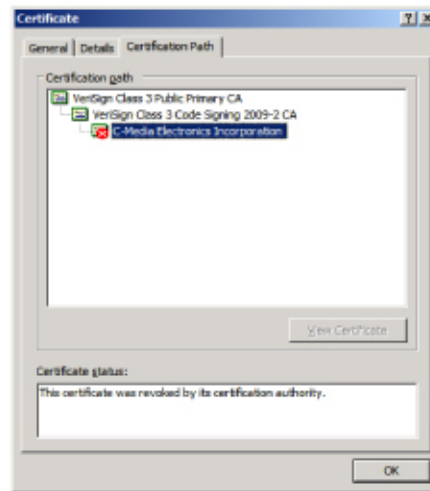 Certificate
General Details Certification Path
Certification path
VeriSign Class 3 Public Primary CA
VeriSign Class 3 Code Signing 2009-2 CA
C-Media Electronics Incorporation
View Certificate
Certificate status:
This certificate was revoked by its certification authority.
OK